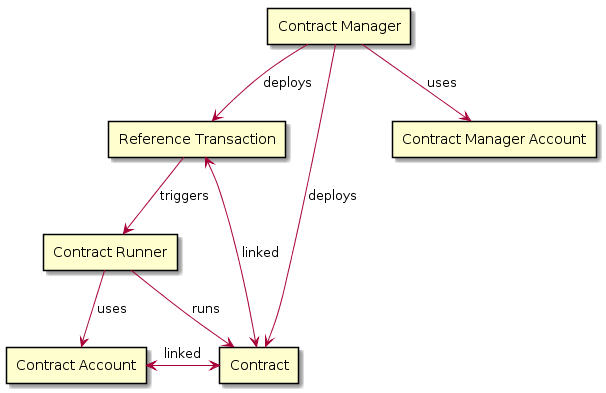 Contract Manager
deploys
uses
Reference Transaction
Contract Manager Account
triggers
deploys
Contract Runner
linked
uses
runs
linked
Contract Account
Contract